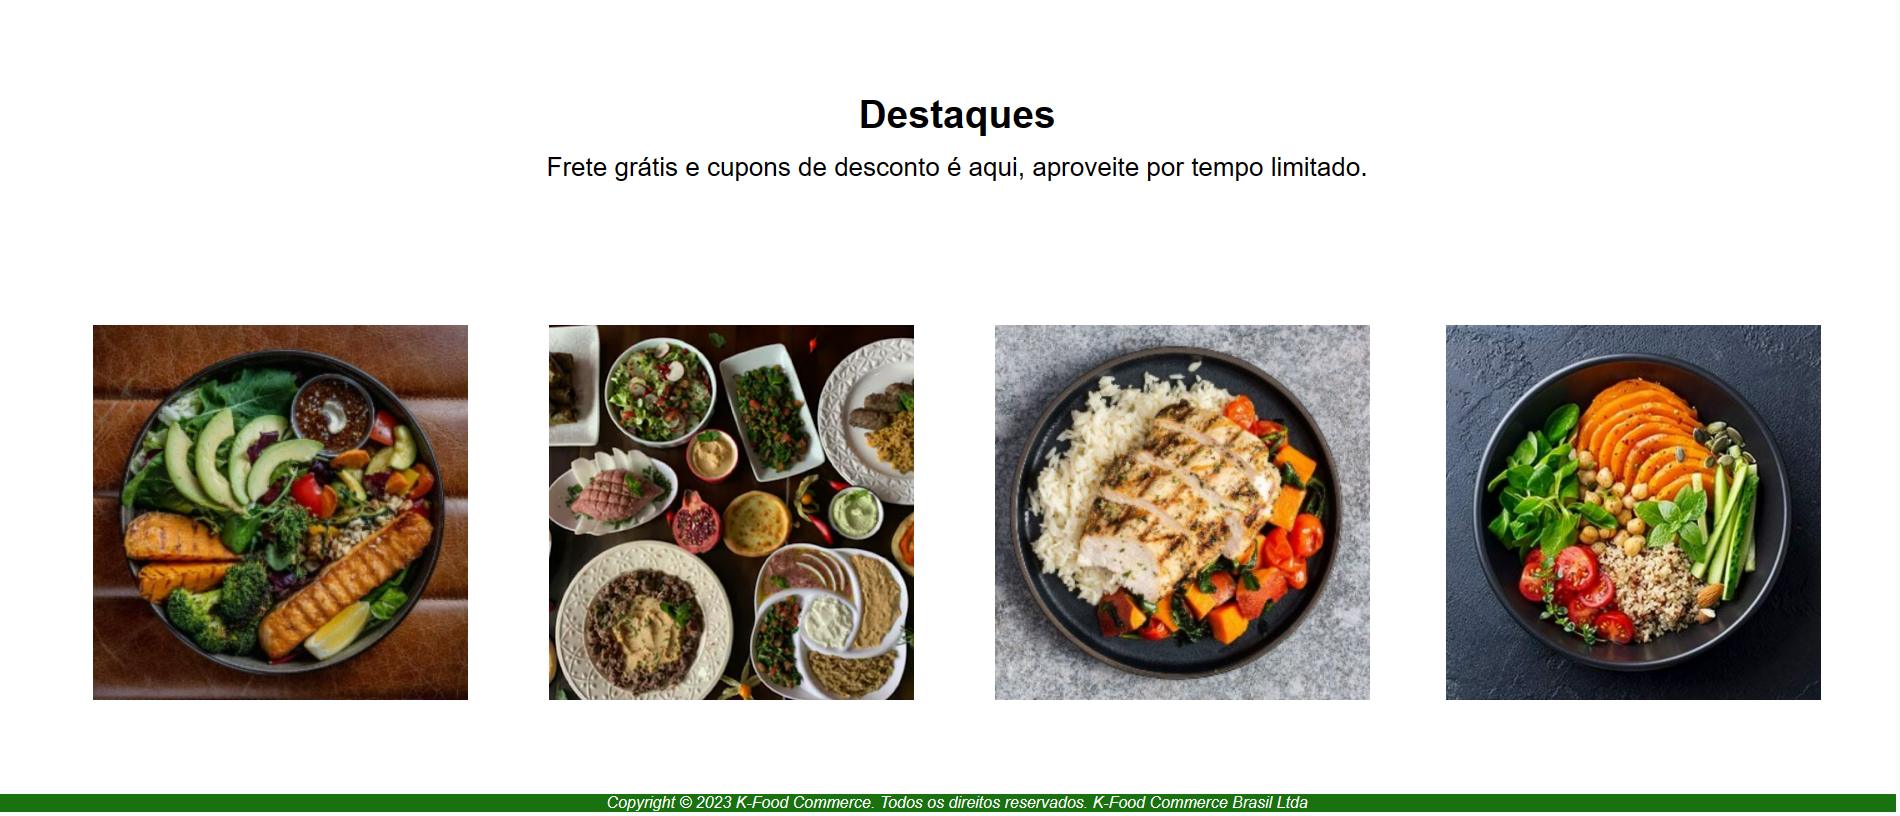 Destaques
Frete grátis e cupons de desconto é aqui, aproveite por tempo limitado.
Copyright © 2023 K-Food Commerce. Todos os direitos reservados. K-Food Commerce Brasil Ltda